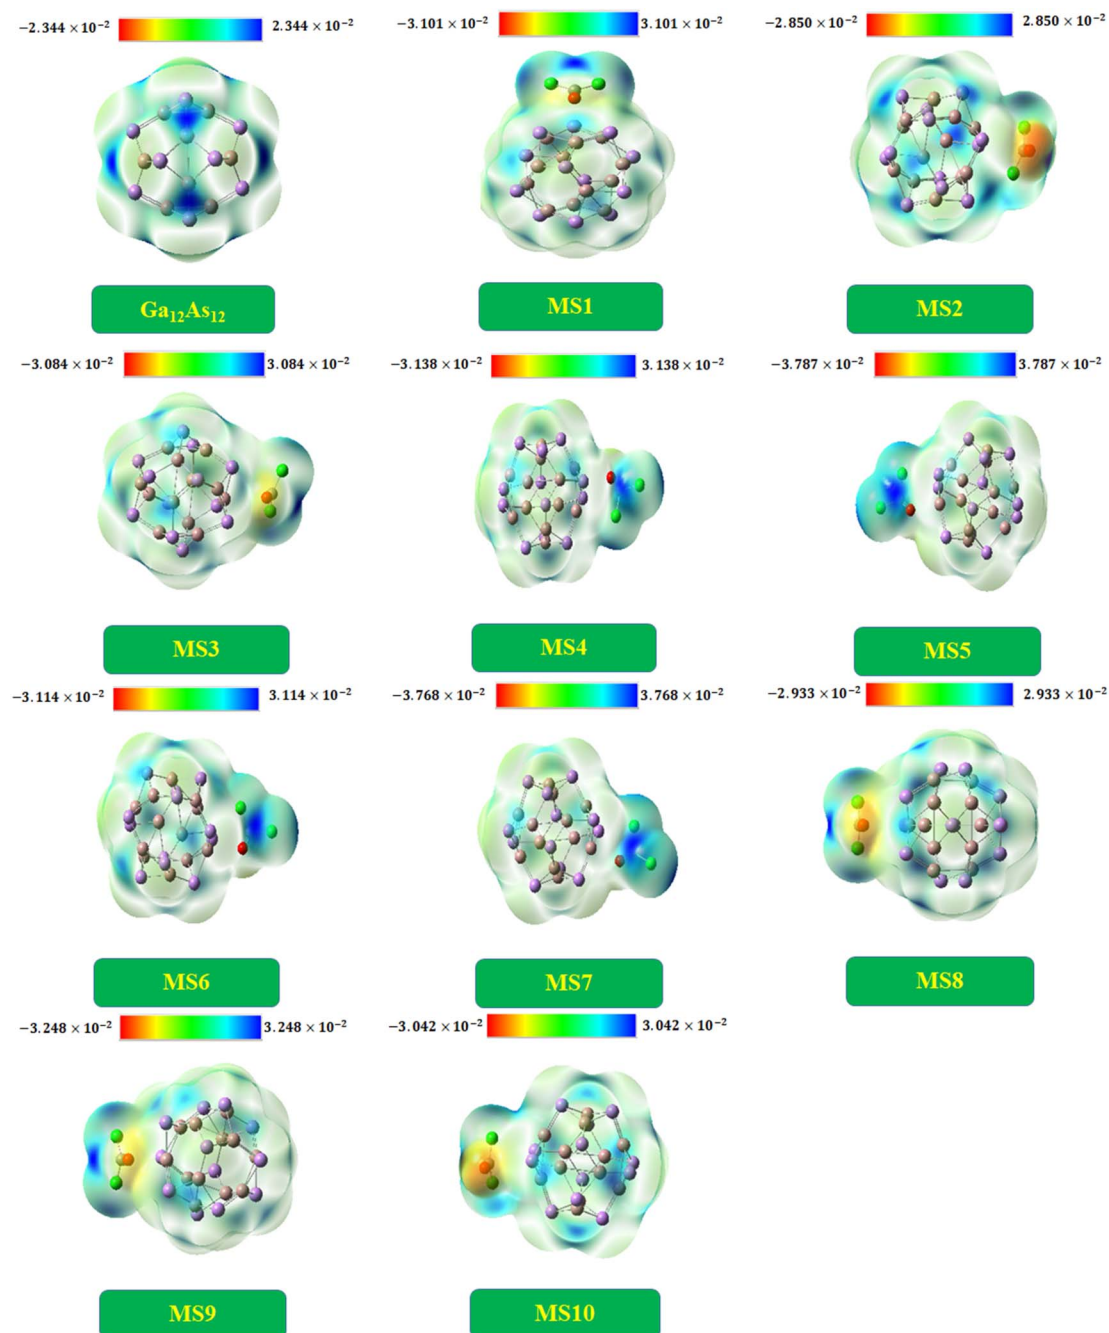 −2.344 × 10⁻² 2.344 × 10⁻²
−3.101 × 10⁻² 3.101 × 10⁻²
−2.850 × 10⁻² 2.850 × 10⁻²
Ga₁₂As₁₂
MS1
MS2
−3.084 × 10⁻² 3.084 × 10⁻²
−3.138 × 10⁻² 3.138 × 10⁻²
−3.787 × 10⁻² 3.787 × 10⁻²
MS3
MS4
MS5
−3.114 × 10⁻² 3.114 × 10⁻²
−3.768 × 10⁻² 3.768 × 10⁻²
−2.933 × 10⁻² 2.933 × 10⁻²
MS6
MS7
MS8
−3.248 × 10⁻² 3.248 × 10⁻²
−3.042 × 10⁻² 3.042 × 10⁻²
MS9
MS10